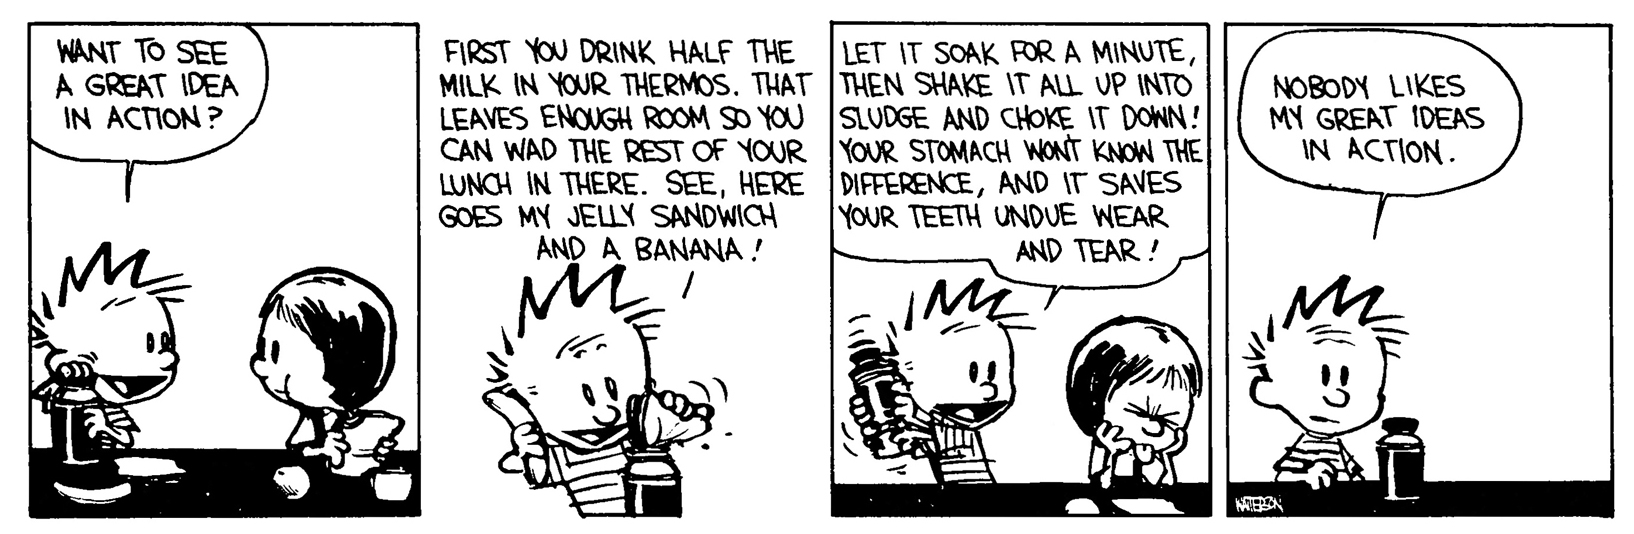 WANT TO SEE
A GREAT IDEA
IN ACTION?
FIRST YOU DRINK HALF THE
MILK IN YOUR THERMOS. THAT
LEAVES ENOUGH ROOM SO YOU
CAN WAD THE REST OF YOUR
LUNCH IN THERE. SEE, HERE
GOES MY JELLY SANDWICH
AND A BANANA!
LET IT SOAK FOR A MINUTE,
THEN SHAKE IT ALL UP INTO
SLUDGE AND CHOKE IT DOWN!
YOUR STOMACH WON'T KNOW THE
DIFFERENCE, AND IT SAVES
YOUR TEETH UNDUE WEAR
AND TEAR!
NOBODY LIKES
MY GREAT IDEAS
IN ACTION.
WATTERSON